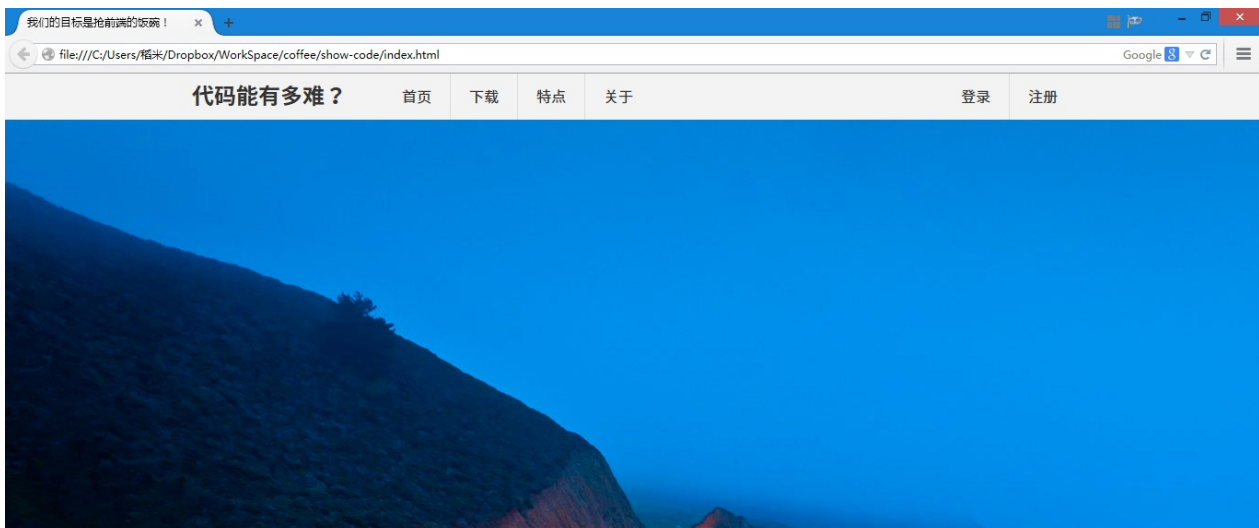 我们的目标是抢前端的饭碗！
file:///C:/Users/稻米/Dropbox/WorkSpace/coffee/show-code/index.html
Google 8
代码能有多难？ 首页 下载 特点 关于 登录 注册